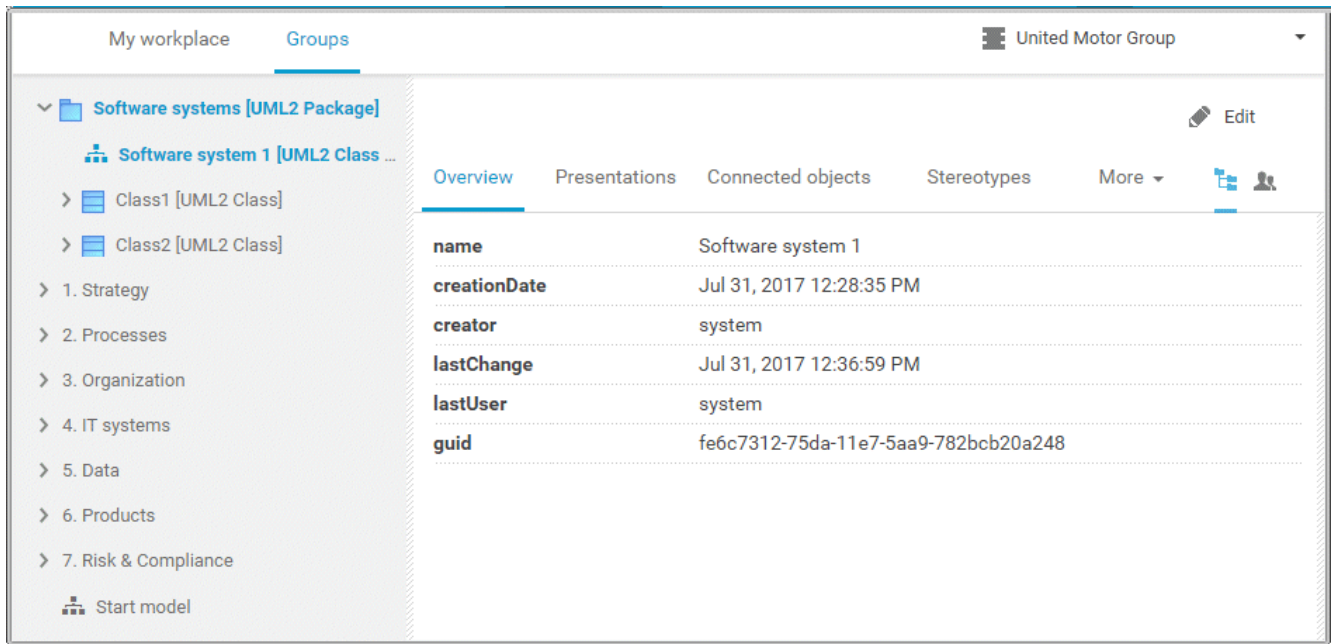 My workplace Groups United Motor Group
Software systems [UML2 Package]
Edit
Software system 1 [UML2 Class ...
Overview Presentations Connected objects Stereotypes More
Class1 [UML2 Class]
name Software system 1
Class2 [UML2 Class]
creationDate Jul 31, 2017 12:28:35 PM
1. Strategy
creator system
2. Processes
lastChange Jul 31, 2017 12:36:59 PM
3. Organization
lastUser system
4. IT systems
guid fe6c7312-75da-11e7-5aa9-782bcb20a248
5. Data
6. Products
7. Risk & Compliance
Start model